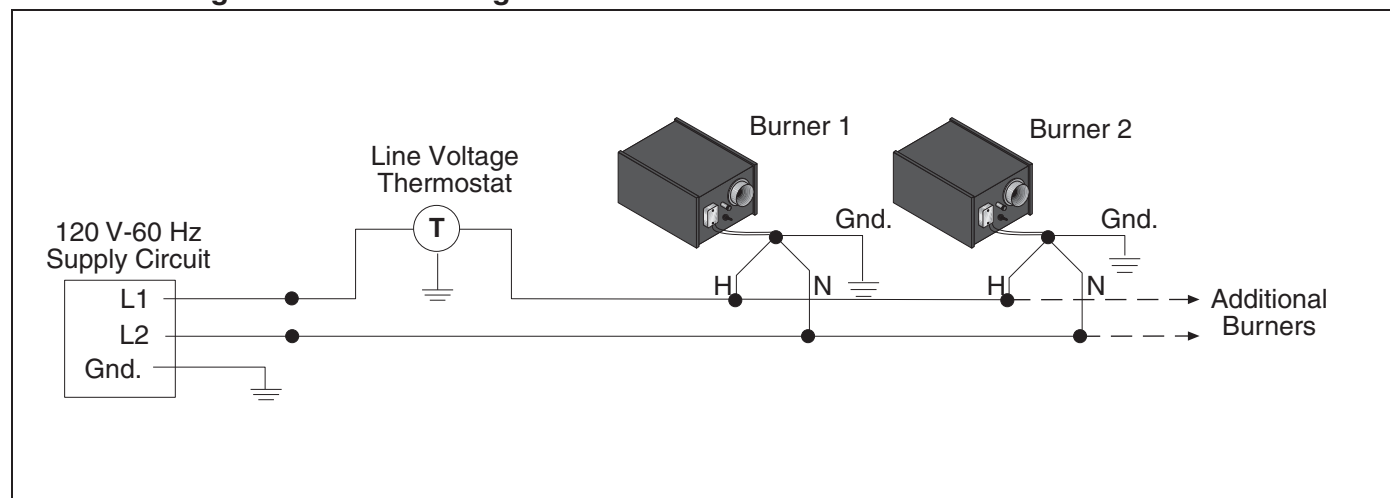 Line Voltage
Thermostat
T
120 V-60 Hz
Supply Circuit
L1
L2
Gnd.
Burner 1
Gnd.
H
N
Burner 2
Gnd.
H
N
Additional
Burners